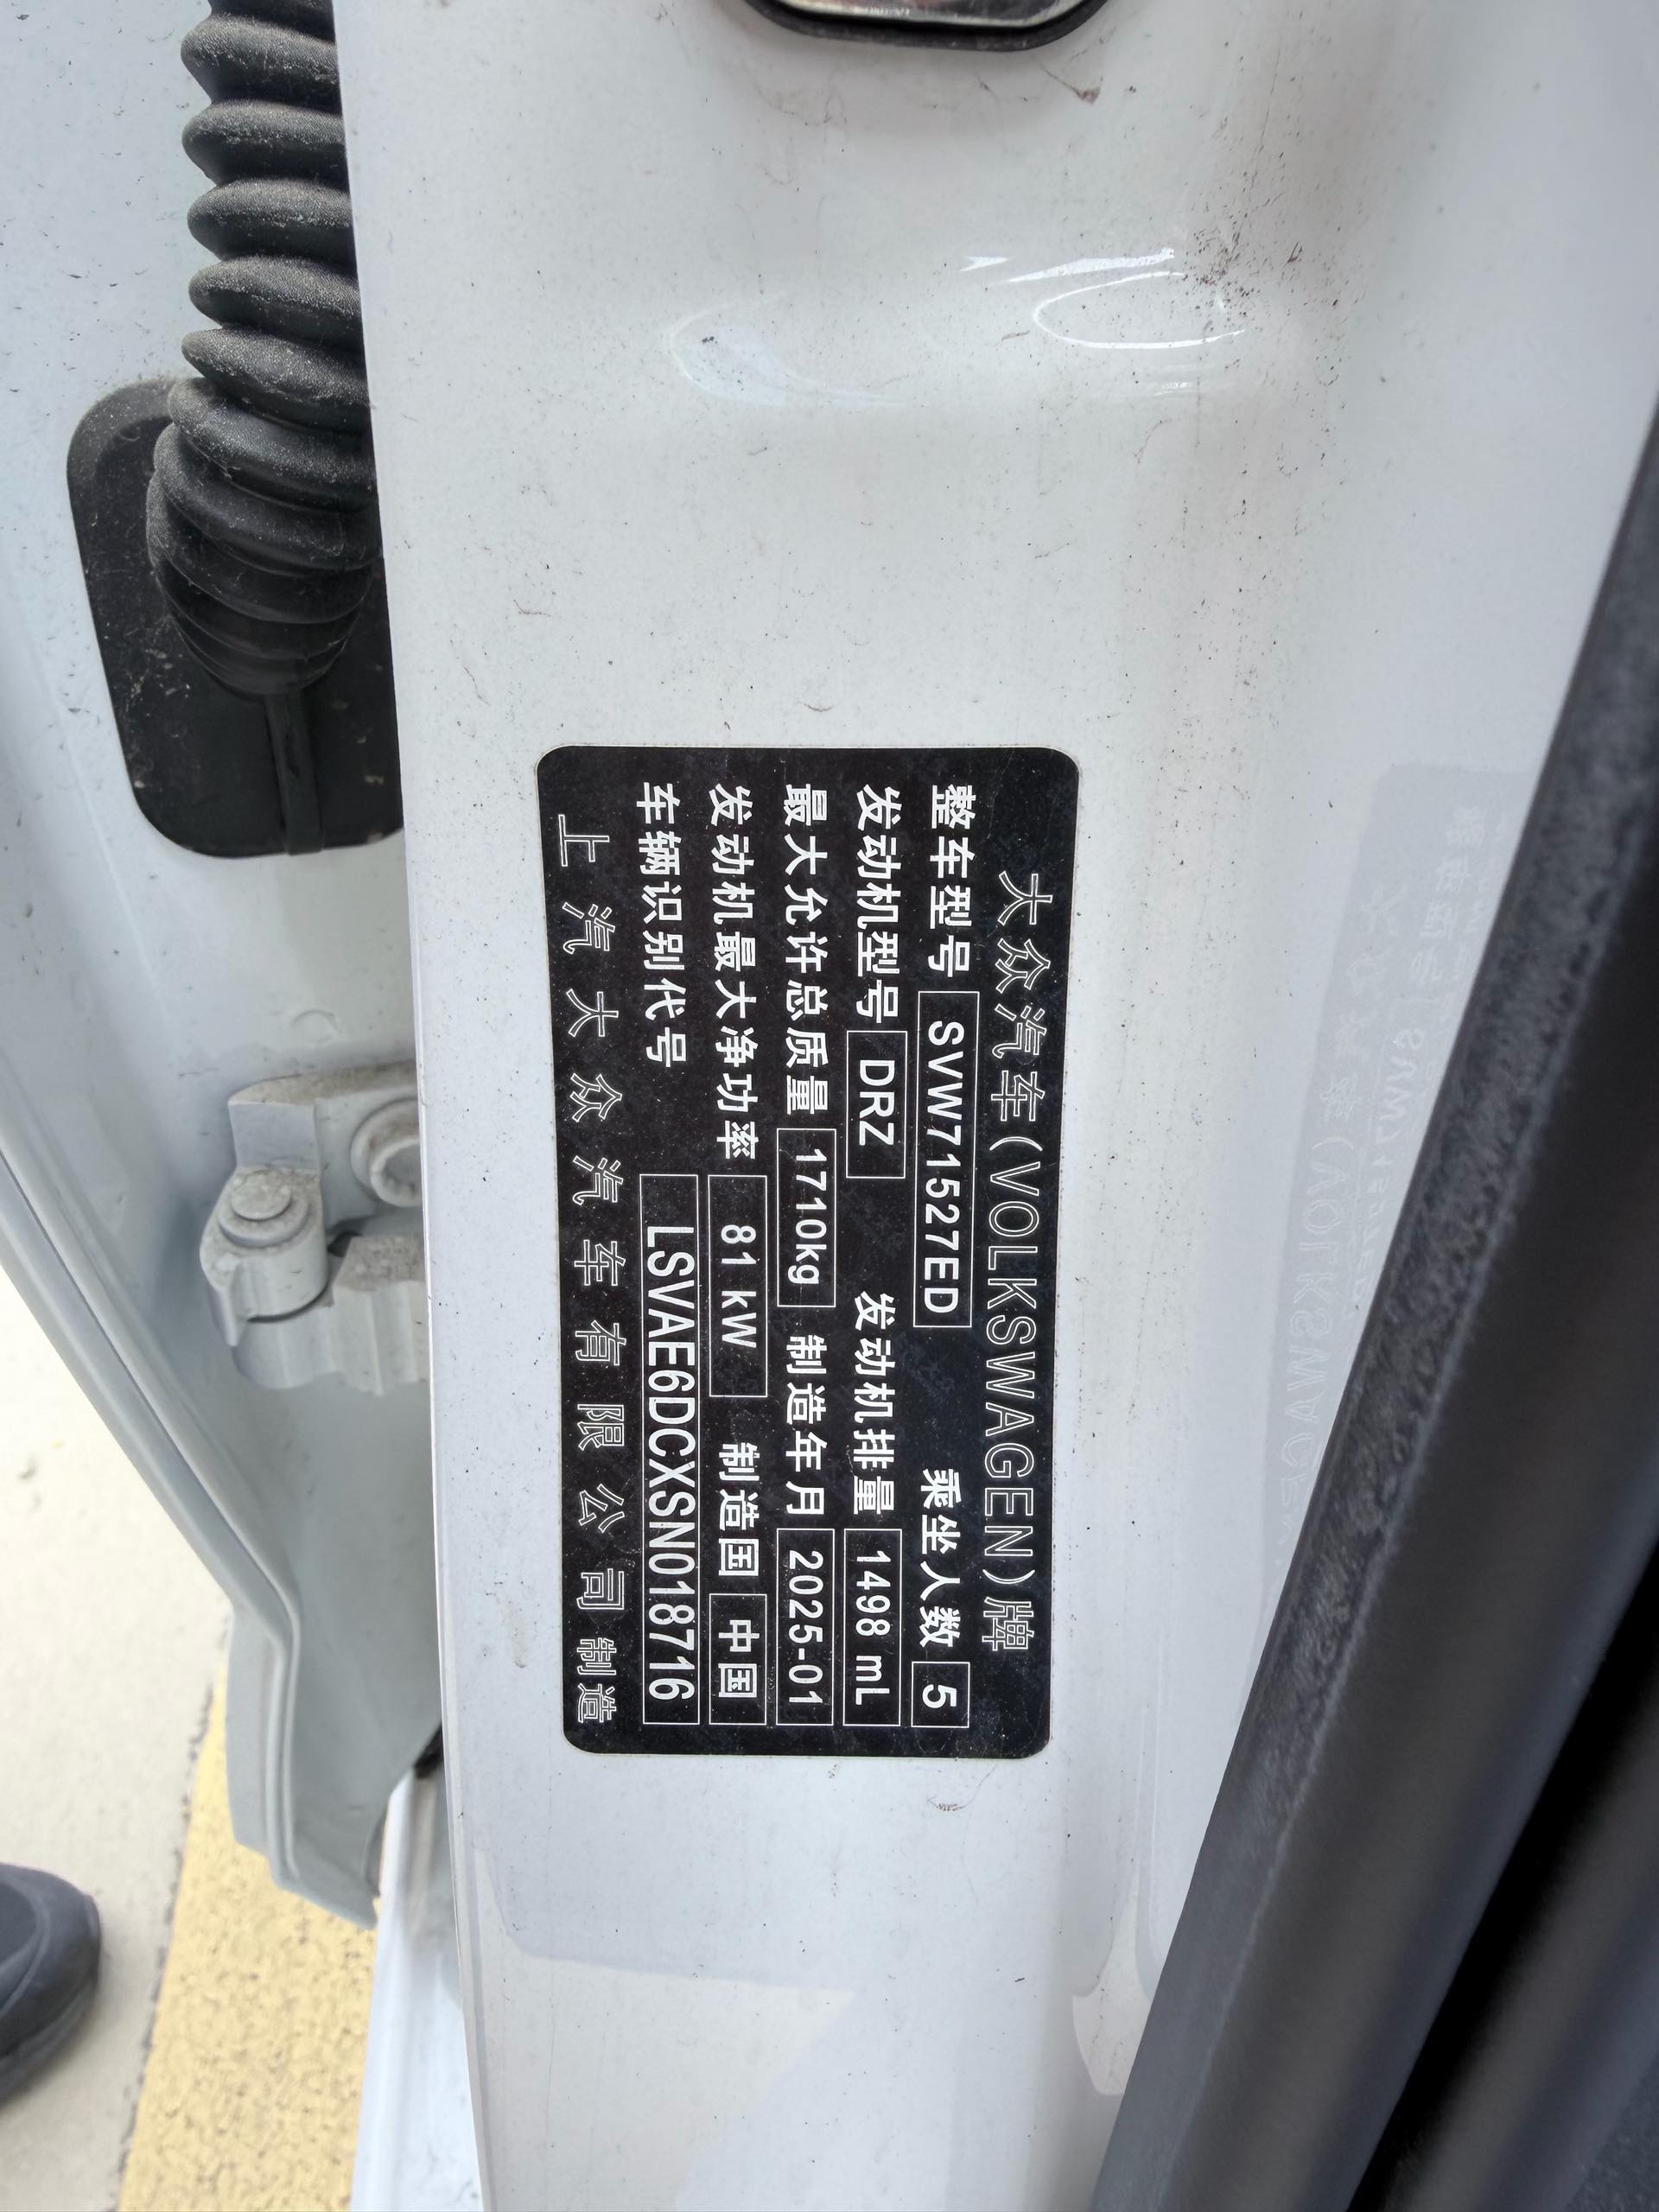 大众汽车(VOLKSWAGEN)牌
整车型号 SVW71527ED 乘坐人数 5
发动机型号 DRZ 发动机排量 1498 mL
最大允许总质量 1710kg 制造年月 2025-01
发动机最大净功率 81 kW 制造国 中国
车辆识别代号 LSVAE6DCXSN018716
上汽大众汽车有限公司制造